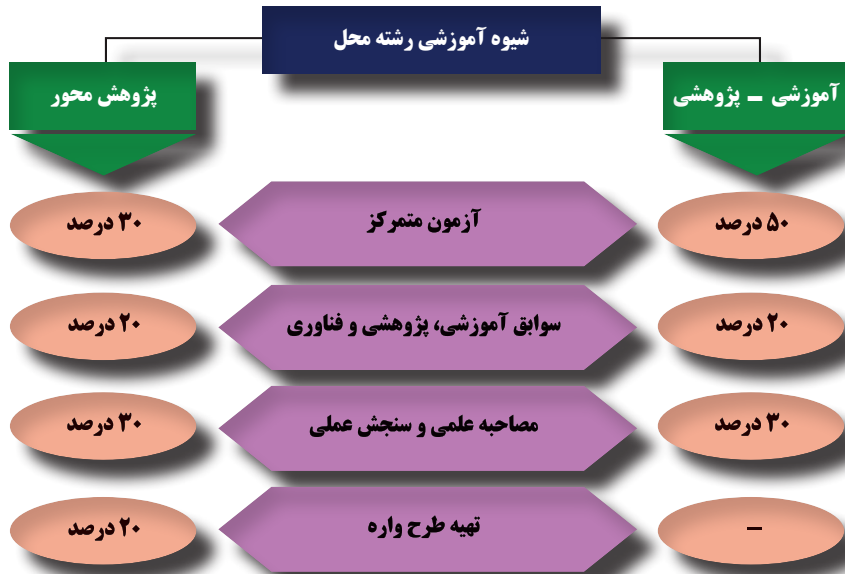 شیوه آموزشی رشته محل
آموزشی - پژوهشی
پژوهش محور
۵۰ درصد
آزمون متمرکز
۳۰ درصد
۲۰ درصد
سوابق آموزشی، پژوهشی و فناوری
۲۰ درصد
۳۰ درصد
مصاحبه علمی و سنجش عملی
۳۰ درصد
-
تهیه طرح واره
۲۰ درصد